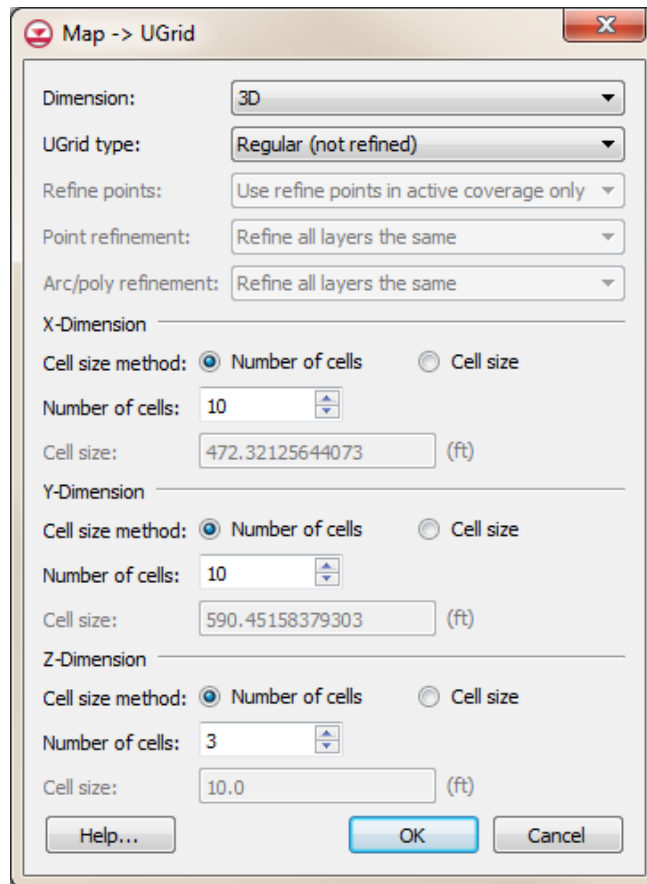 Map -> UGrid
Dimension: 3D
UGrid type: Regular (not refined)
Refine points: Use refine points in active coverage only
Point refinement: Refine all layers the same
Arc/poly refinement: Refine all layers the same
X-Dimension
Cell size method: Number of cells Cell size
Number of cells: 10
Cell size: 472.32125644073 (ft)
Y-Dimension
Cell size method: Number of cells Cell size
Number of cells: 10
Cell size: 590.45158379303 (ft)
Z-Dimension
Cell size method: Number of cells Cell size
Number of cells: 3
Cell size: 10.0 (ft)
Help... OK Cancel